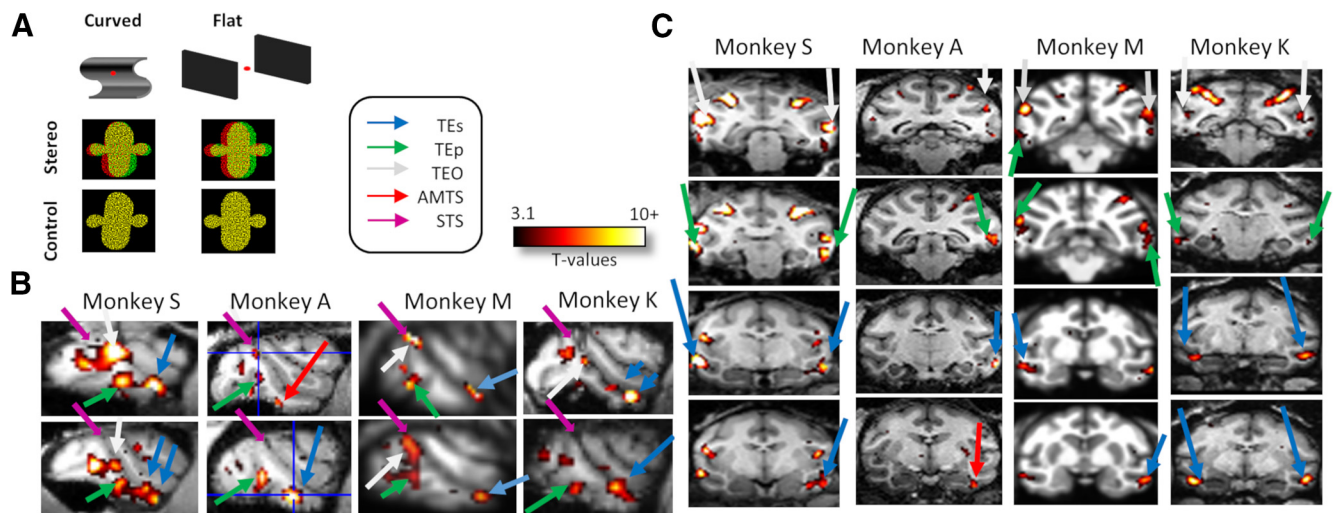 A
Curved Flat
Stereo
Control
TEs
TEp
TEO
AMTS
STS
3.1 10+
T-values
B
Monkey S Monkey A Monkey M Monkey K
C
Monkey S Monkey A Monkey M Monkey K